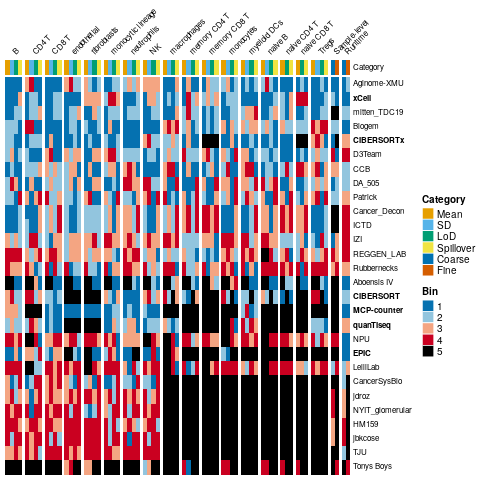 B
CD4 T
CD8 T
endothelial
fibroblasts
monocytic lineage
neutrophils
NK
macrophages
memory CD4 T
memory CD8 T
monocytes
myeloid DCs
naive B
naive CD4 T
naive CD8 T
Tregs
Sample level
Runtime
Category
Aginome-XMU
xCell
mitten_TDC19
Biogem
CIBERSORTx
D3Team
CCB
DA_505
Patrick
Cancer_Decon
ICTD
IZI
REGGEN_LAB
Rubbernecks
Aboensis IV
CIBERSORT
MCP-counter
quanTIseq
NPU
EPIC
LeiliLab
CancerSysBio
jdroz
NYIT_glomerular
HM159
jbkcose
TJU
Tonys Boys
Category
Mean
SD
LoD
Spillover
Coarse
Fine
Bin
1
2
3
4
5